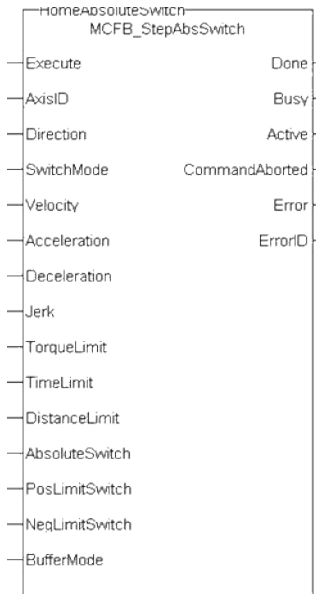 HomeAbsoluteSwitch
MCFB_StepAbsSwitch
Execute Done
AxisID Busy
Direction Active
SwitchMode CommandAborted
Velocity Error
Acceleration ErrorID
Deceleration
Jerk
TorqueLimit
TimeLimit
DistanceLimit
AbsoluteSwitch
PosLimitSwitch
NegLimitSwitch
BufferMode